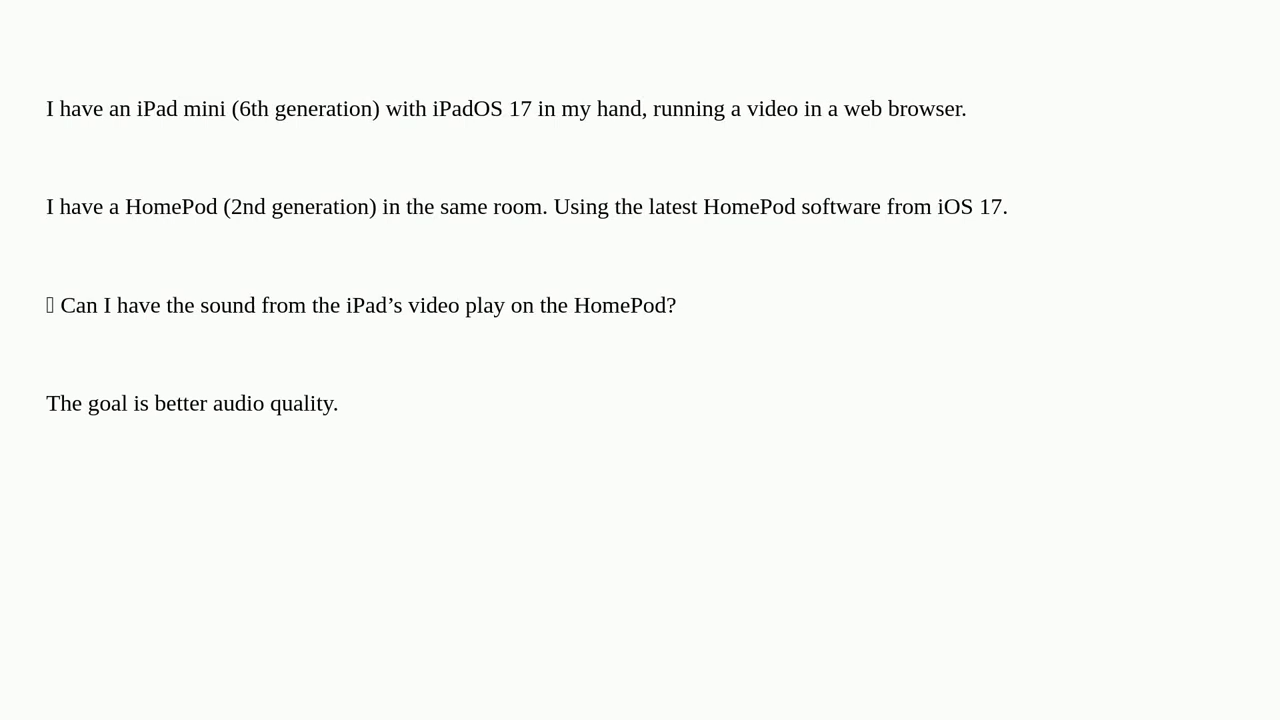 I have an iPad mini (6th generation) with iPadOS 17 in my hand, running a video in a web browser.
I have a HomePod (2nd generation) in the same room. Using the latest HomePod software from iOS 17.
Can I have the sound from the iPad’s video play on the HomePod?
The goal is better audio quality.